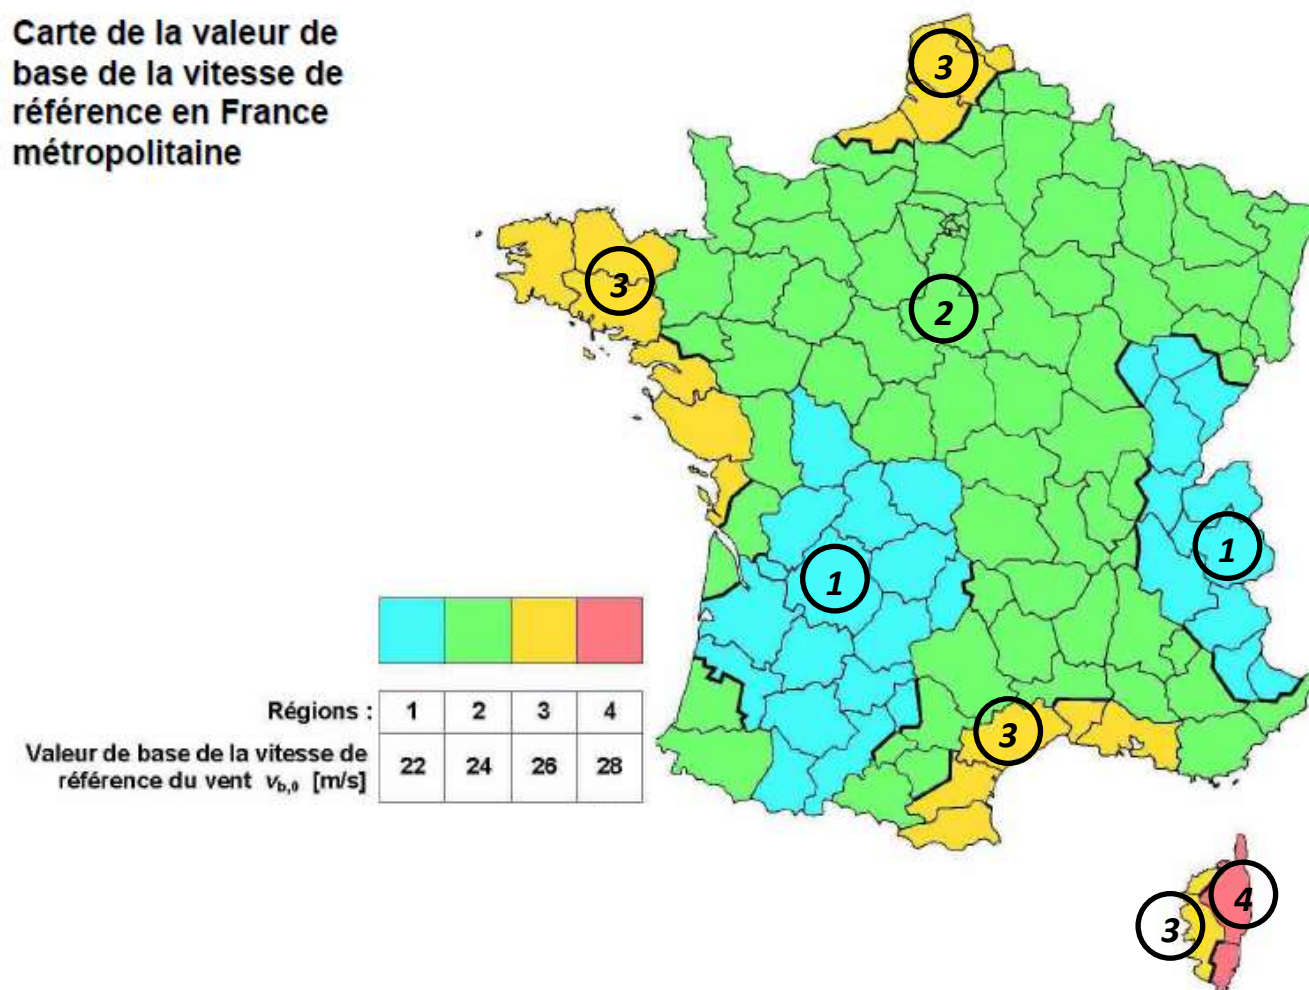 Carte de la valeur de
base de la vitesse de
référence en France
métropolitaine
3
3
2
1
1
3
4
3
Régions : 1 2 3 4
Valeur de base de la vitesse de
référence du vent vb,0 [m/s] 22 24 26 28